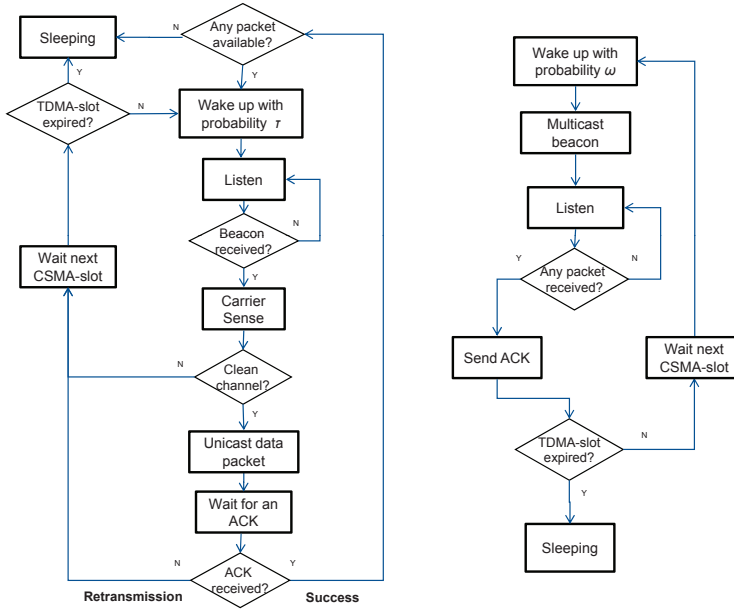 Sleeping
N
Any packet
available?
Y
Y
TDMA-slot
expired?
N
Wake up with
probability τ
Listen
Beacon
received?
N
Y
Wait next
CSMA-slot
Carrier
Sense
N
Clean
channel?
Y
Unicast data
packet
Wait for an
ACK
N
Y
ACK
received?
Retransmission
Success
Wake up with
probability ω
Multicast
beacon
Listen
Y
N
Any packet
received?
Send ACK
Wait next
CSMA-slot
TDMA-slot
expired?
N
Y
Sleeping